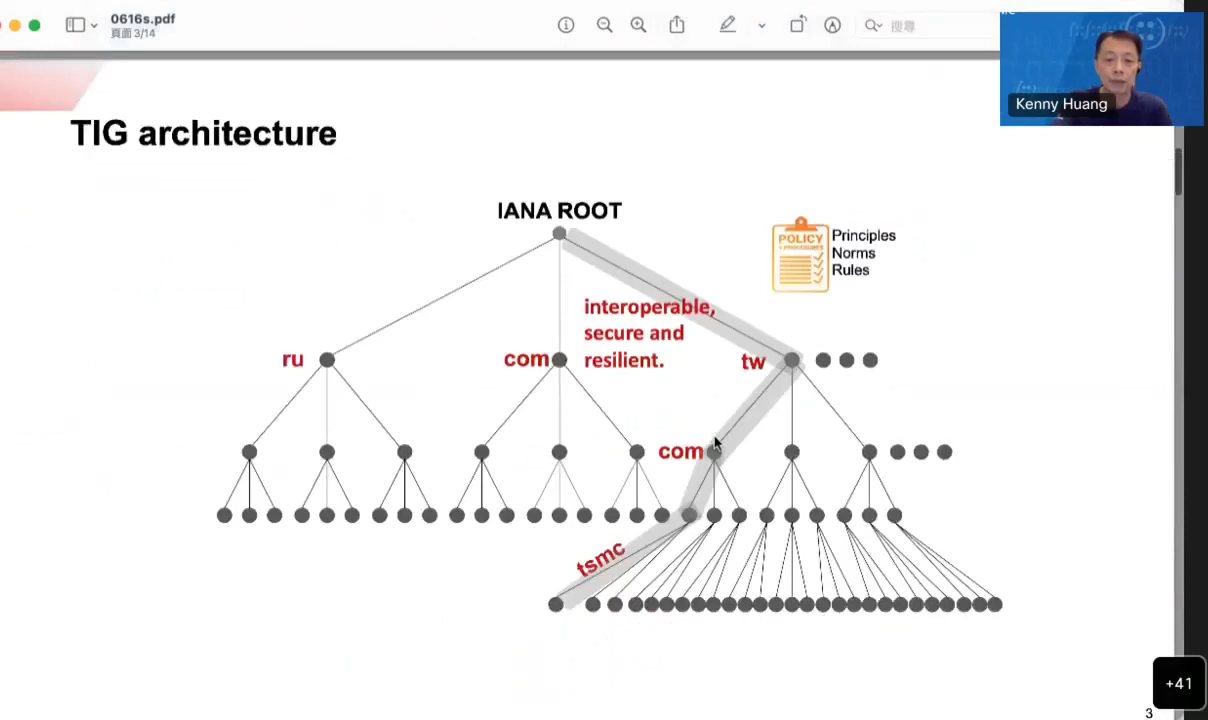 0616s.pdf
頁面 3/14
搜尋
Kenny Huang
TIG architecture
IANA ROOT
POLICY
Principles
Norms
Rules
interoperable,
secure and
resilient.
ru
com
tw
com
tsmc
+41
3